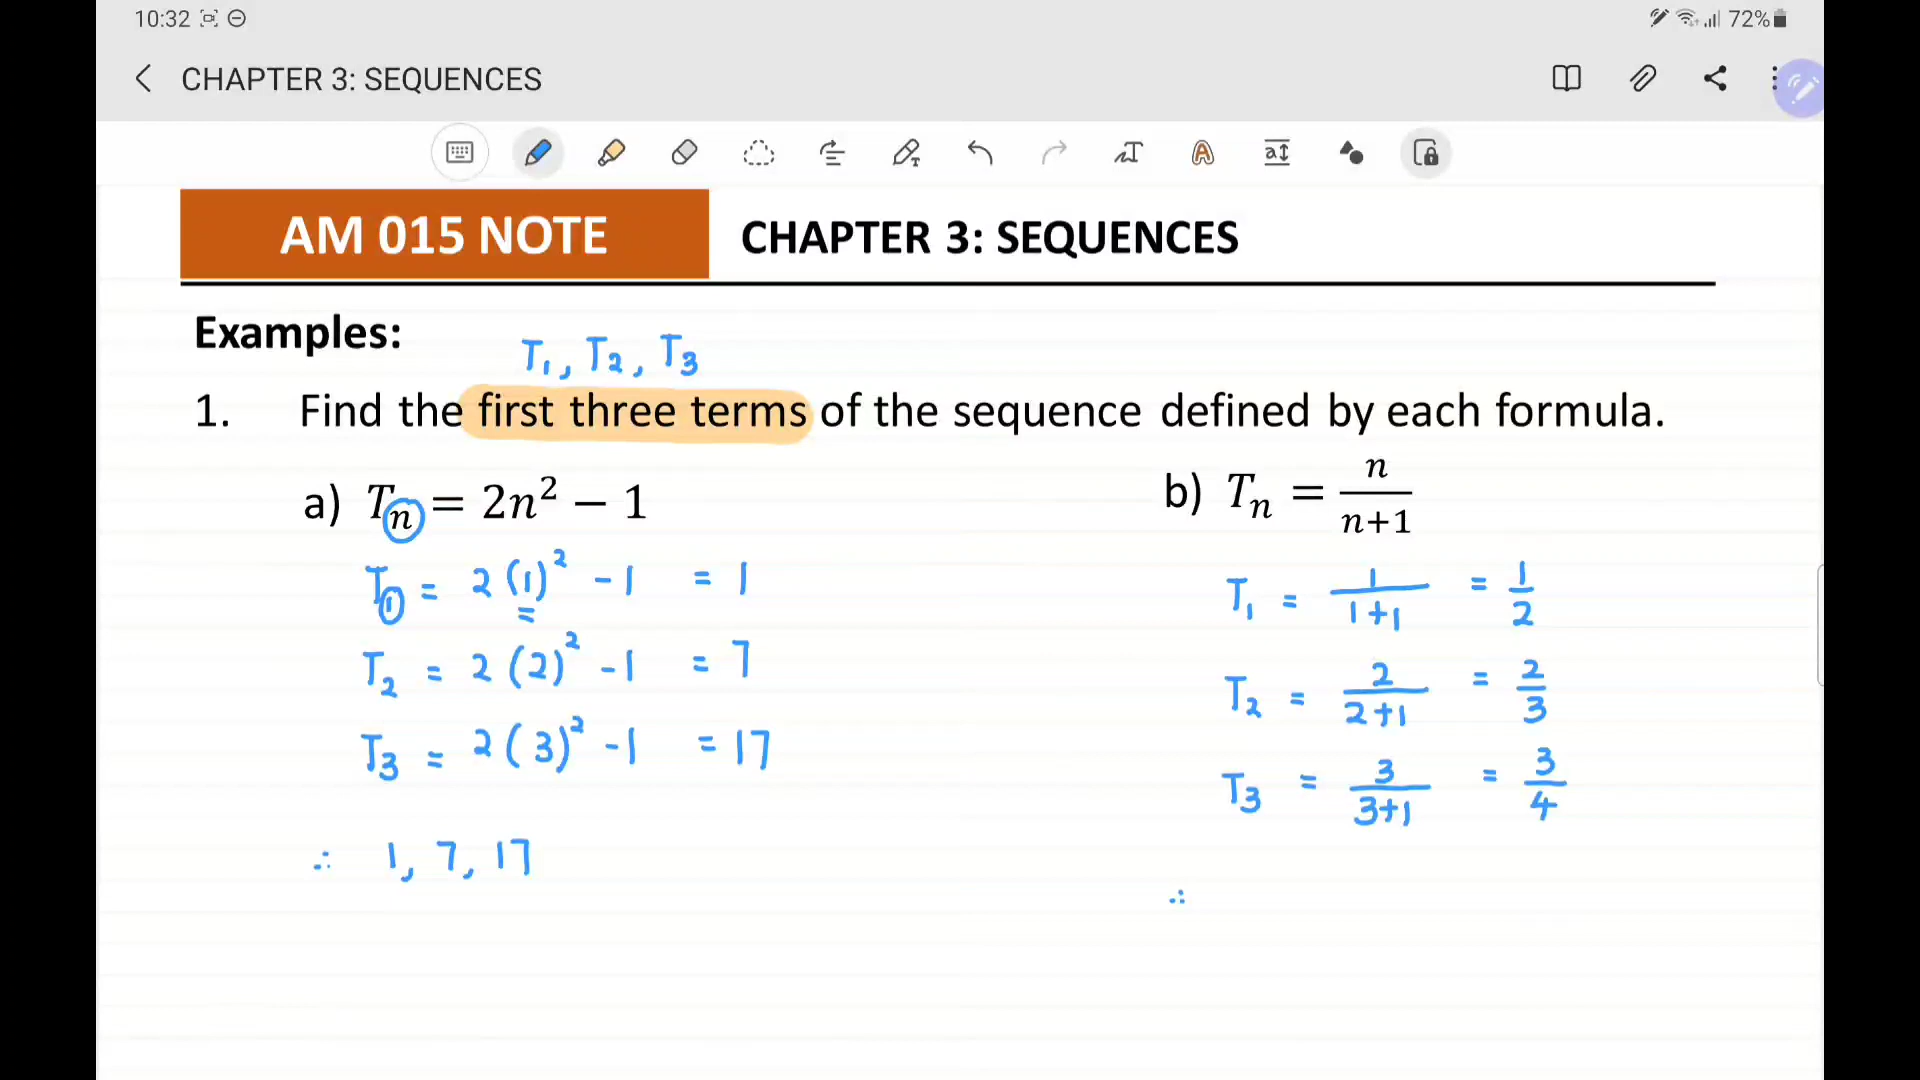 10:32
72%
CHAPTER 3: SEQUENCES
AM 015 NOTE
CHAPTER 3: SEQUENCES
Examples:
T₁, T₂, T₃
1. Find the first three terms of the sequence defined by each formula.
a) Tₙ = 2n² − 1
T₁ = 2(1)² - 1 = 1
T₂ = 2(2)² - 1 = 7
T₃ = 2(3)² - 1 = 17
∴ 1, 7, 17
b) Tₙ = n/(n+1)
T₁ = 1/(1+1) = 1/2
T₂ = 2/(2+1) = 2/3
T₃ = 3/(3+1) = 3/4
∴